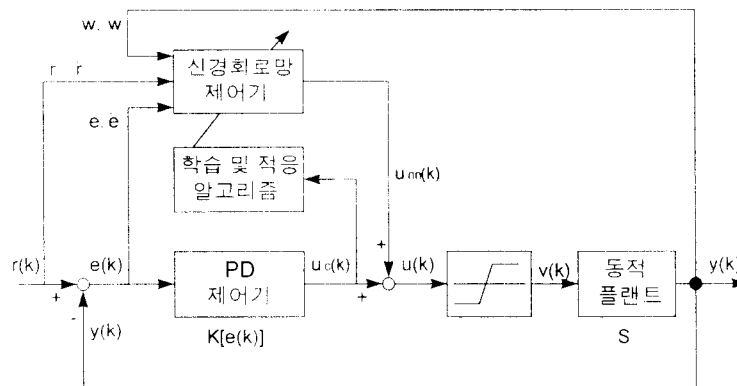 w, w
r r
e, e
신경회로망
제어기
학습 및 적응
알고리즘
unn(k)
r(k)
+
-
e(k)
y(k)
PD
제어기
K[e(k)]
uc(k)
+
+
u(k)
v(k)
동적
플랜트
S
y(k)